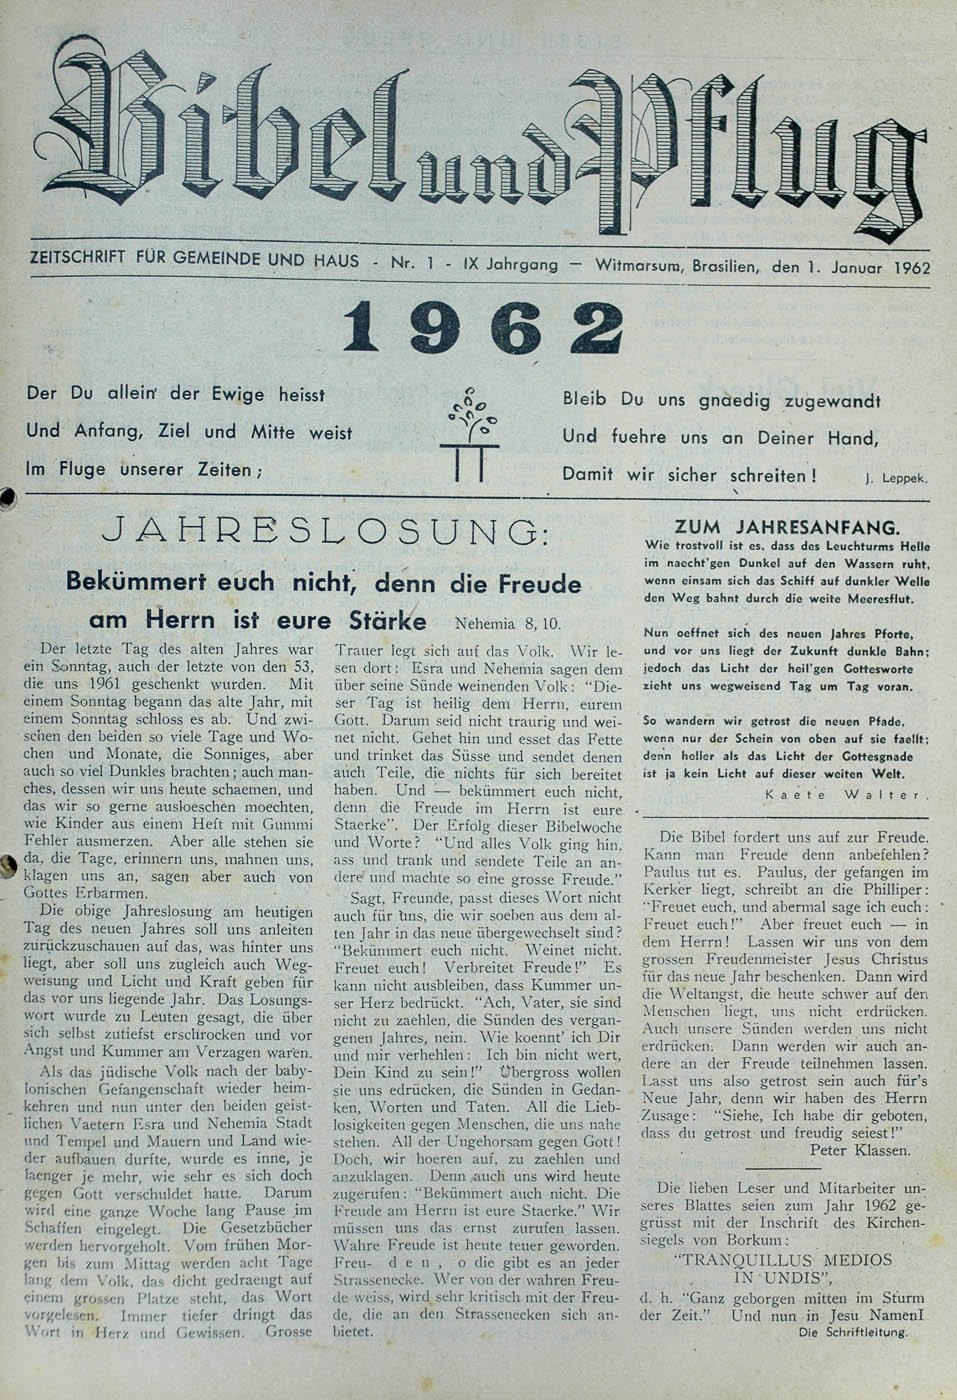 Bibel und Pflug
ZEITSCHRIFT FÜR GEMEINDE UND HAUS - Nr. 1 - IX Jahrgang — Witmarsum, Brasilien, den 1. Januar 1962
1962
Der Du allein' der Ewige heisst
Und Anfang, Ziel und Mitte weist
Im Fluge unserer Zeiten;
Bleib Du uns gnaedig zugewandt
Und fuehre uns an Deiner Hand,
Damit wir sicher schreiten!
J. Leppek.
JAHRESLOSUNG:
Bekümmert euch nicht, denn die Freude
am Herrn ist eure Stärke Nehemia 8, 10.
Der letzte Tag des alten Jahres war
ein Sonntag, auch der letzte von den 53,
die uns 1961 geschenkt wurden. Mit
einem Sonntag begann das alte Jahr, mit
einem Sonntag schloss es ab. Und zwi-
schen den beiden so viele Tage und Wo-
chen und Monate, die Sonniges, aber
auch so viel Dunkles brachten; auch man-
ches, dessen wir uns heute schaemen, und
das wir so gerne ausloeschen moechten,
wie Kinder aus einem Heft mit Gummi
Fehler ausmerzen. Aber alle stehen sie
da, die Tage, erinnern uns, mahnen uns,
klagen uns an, sagen aber auch von
Gottes Erbarmen.
Die obige Jahreslosung am heutigen
Tag des neuen Jahres soll uns anleiten
zurückzuschauen auf das, was hinter uns
liegt, aber soll uns zugleich auch Weg-
weisung und Licht und Kraft geben für
das vor uns liegende Jahr. Das Losungs-
wort wurde zu Leuten gesagt, die über
sich selbst zutiefst erschrocken und vor
Angst und Kummer am Verzagen waren.
Als das jüdische Volk nach der baby-
lonischen Gefangenschaft wieder heim-
kehren und nun unter den beiden geist-
lichen Vaetern Esra und Nehemia Stadt
und Tempel und Mauern und Land wie-
der aufbauen durfte, wurde es inne, je
laenger je mehr, wie sehr es sich doch
gegen Gott verschuldet hatte. Darum
wird eine ganze Woche lang Pause im
Schaffen eingelegt. Die Gesetzbücher
werden hervorgeholt. Vom frühen Mor-
gen bis zum Mittag werden acht Tage
lang dem Volk, das dicht gedraengt auf
einem grossen Platze steht, das Wort
vorgelesen. Immer tiefer dringt das
Wort in Herz und Gewissen. Grosse
Trauer legt sich auf das Volk. Wir le-
sen dort: Esra und Nehemia sagen dem
über seine Sünde weinenden Volk: "Die-
ser Tag ist heilig dem Herrn, eurem
Gott. Darum seid nicht traurig und wei-
net nicht. Gehet hin und esset das Fette
und trinket das Süsse und sendet denen
auch Teile, die nichts für sich bereitet
haben. Und — bekümmert euch nicht,
denn die Freude im Herrn ist eure
Staerke". Der Erfolg dieser Bibelwoche
und Worte? "Und alles Volk ging hin,
ass und trank und sendete Teile an an-
dere und machte so eine grosse Freude."
Sagt, Freunde, passt dieses Wort nicht
auch für uns, die wir soeben aus dem al-
ten Jahr in das neue übergewechselt sind?
"Bekümmert euch nicht. Weinet nicht.
Freuet euch! Verbreitet Freude!" Es
kann nicht ausbleiben, dass Kummer un-
ser Herz bedrückt. "Ach, Vater, sie sind
nicht zu zaehlen, die Sünden des vergan-
genen Jahres, nein. Wie koennt' ich Dir
und mir verhehlen: Ich bin nicht wert,
Dein Kind zu sein!" Übergross wollen
sie uns edrücken, die Sünden in Gedan-
ken, Worten und Taten. All die Lieb-
losigkeiten gegen Menschen, die uns nahe
stehen. All der Ungehorsam gegen Gott!
Doch, wir hoeren auf, zu zaehlen und
anzuklagen. Denn auch uns wird heute
zugerufen: "Bekümmert auch nicht. Die
Freude am Herrn ist eure Staerke." Wir
müssen uns das ernst zurufen lassen.
Wahre Freude ist heute teuer geworden.
Freu- d e n , o die gibt es an jeder
Strassenecke. Wer von der wahren Freu-
de weiss, wird sehr kritisch mit der Freu-
de, die an den Strassenecken sich an-
bietet.
ZUM JAHRESANFANG.
Wie trostvoll ist es, dass des Leuchturms Helle
im naecht'gen Dunkel auf den Wassern ruht,
wenn einsam sich das Schiff auf dunkler Welle
den Weg bahnt durch die weite Meeresflut.
Nun oeffnet sich des neuen Jahres Pforte,
und vor uns liegt der Zukunft dunkle Bahn;
jedoch das Licht der heil'gen Gottesworte
zieht uns wegweisend Tag um Tag voran.
So wandern wir getrost die neuen Pfade,
wenn nur der Schein von oben auf sie faellt;
denn heller als das Licht der Gottesgnade
ist ja kein Licht auf dieser weiten Welt.
Kaete Walter.
Die Bibel fordert uns auf zur Freude.
Kann man Freude denn anbefehlen?
Paulus tut es. Paulus, der gefangen im
Kerker liegt, schreibt an die Philliper:
"Freuet euch, und abermal sage ich euch:
Freuet euch!" Aber freuet euch — in
dem Herrn! Lassen wir uns von dem
grossen Freudenmeister Jesus Christus
für das neue Jahr beschenken. Dann wird
die Weltangst, die heute schwer auf den
Menschen liegt, uns nicht erdrücken.
Auch unsere Sünden werden uns nicht
erdrücken. Dann werden wir auch an-
dere an der Freude teilnehmen lassen.
Lasst uns also getrost sein auch für's
Neue Jahr, denn wir haben des Herrn
Zusage: "Siehe, Ich habe dir geboten,
dass du getrost und freudig seiest!"
Peter Klassen.
Die lieben Leser und Mitarbeiter un-
seres Blattes seien zum Jahr 1962 ge-
grüsst mit der Inschrift des Kirchen-
siegels von Borkum:
"TRANQUILLUS MEDIOS
IN UNDIS",
d. h. "Ganz geborgen mitten im Sturm
der Zeit." Und nun in Jesu NamenI
Die Schriftleitung.